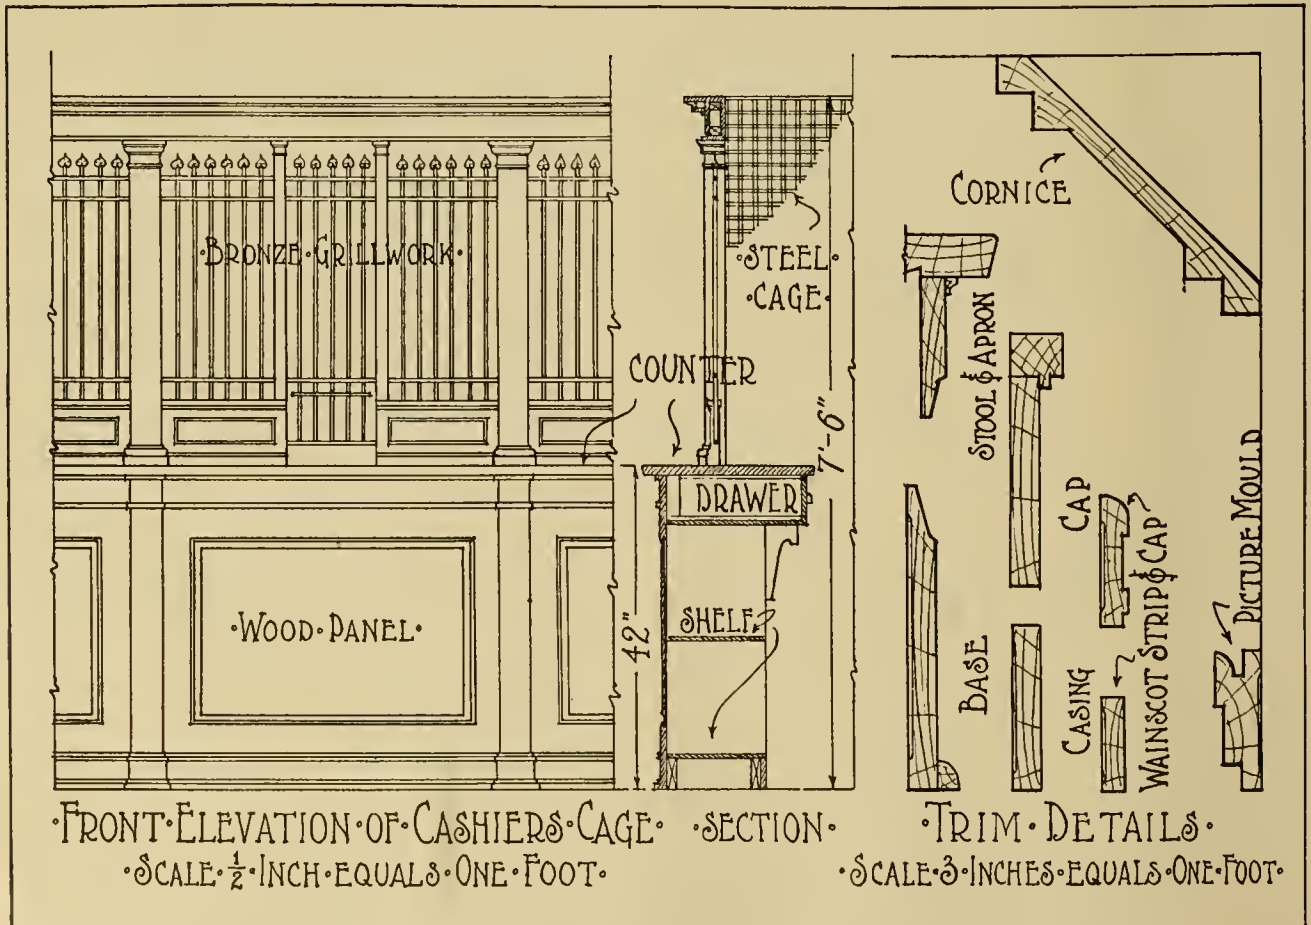 ·BRONZE·GRILLWORK·
·STEEL·
·CAGE·
COUNTER
7'-6"
DRAWER
SHELF
42"
·WOOD·PANEL·
CORNICE
STOOL & APRON
CAP
BASE
CASING
WAINSCOT STRIP & CAP
PICTURE MOULD
·FRONT·ELEVATION·OF·CASHIERS·CAGE·
·SCALE·½·INCH·EQUALS·ONE·FOOT·
·SECTION·
·TRIM·DETAILS·
·SCALE·3·INCHES·EQUALS·ONE·FOOT·